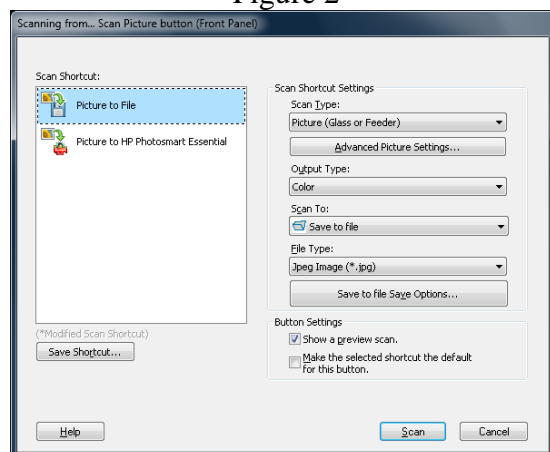 Figure 2
Scanning from... Scan Picture button (Front Panel)
Scan Shortcut:
Picture to File
Picture to HP Photosmart Essential
(*Modified Scan Shortcut)
Save Shortcut...
Scan Shortcut Settings
Scan Type:
Picture (Glass or Feeder)
Advanced Picture Settings...
Output Type:
Color
Scan To:
Save to file
File Type:
Jpeg Image (*.jpg)
Save to file Save Options...
Button Settings
Show a preview scan.
Make the selected shortcut the default
for this button.
Help
Scan
Cancel